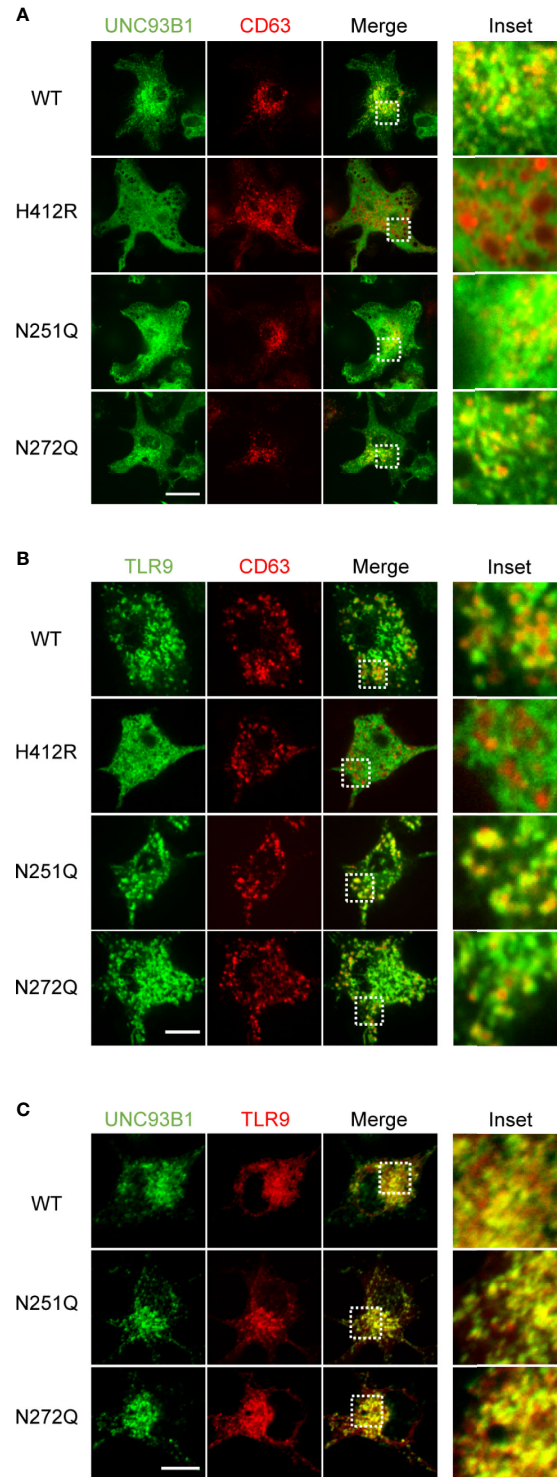 A
UNC93B1 CD63 Merge Inset
WT
H412R
N251Q
N272Q
B
TLR9 CD63 Merge Inset
WT
H412R
N251Q
N272Q
C
UNC93B1 TLR9 Merge Inset
WT
N251Q
N272Q